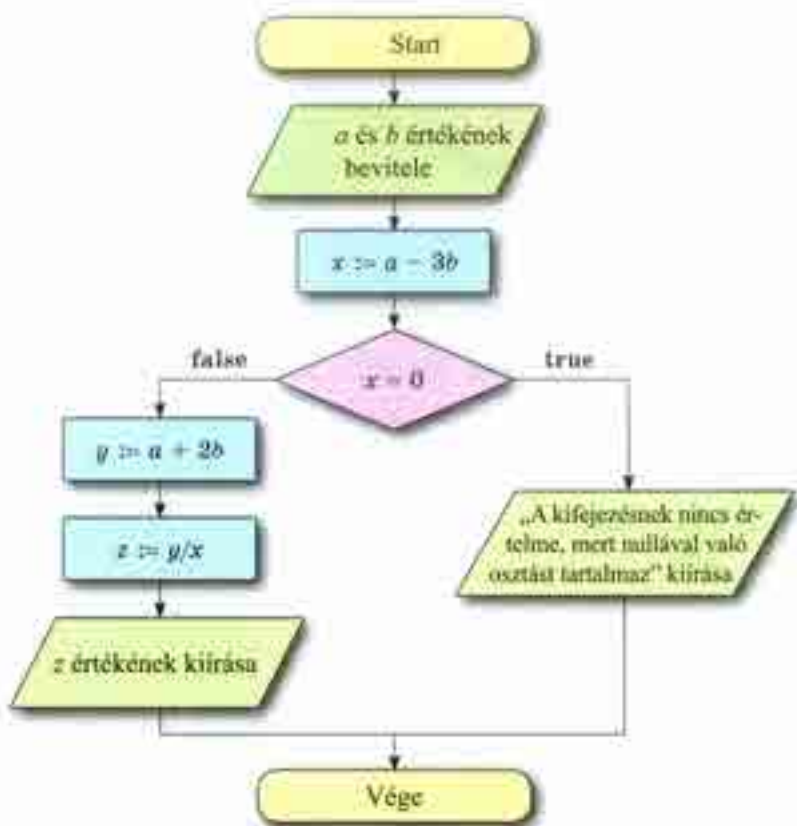 Start
a és b értékének
bevitele
x := a − 3b
false
true
x = 0
y := a + 2b
z := y/x
„A kifejezésnek nincs ér-
telme, mert nullával való
osztást tartalmaz” kiírása
z értékének kiírása
Vége